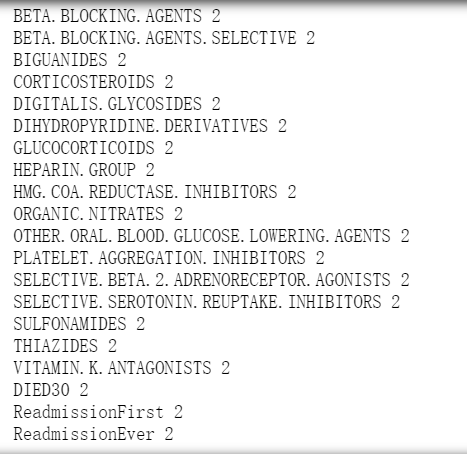 BETA.BLOCKING.AGENTS 2
BETA.BLOCKING.AGENTS.SELECTIVE 2
BIGUANIDES 2
CORTICOSTEROIDS 2
DIGITALIS.GLYCOSIDES 2
DIHYDROPYRIDINE.DERIVATIVES 2
GLUCOCORTICOIDS 2
HEPARIN.GROUP 2
HMG.COA.REDUCTASE.INHIBITORS 2
ORGANIC.NITRATES 2
OTHER.ORAL.BLOOD.GLUCOSE.LOWERING.AGENTS 2
PLATELET.AGGREGATION.INHIBITORS 2
SELECTIVE.BETA.2.ADRENORECEPTOR.AGONISTS 2
SELECTIVE.SEROTONIN.REUPTAKE.INHIBITORS 2
SULFONAMIDES 2
THIAZIDES 2
VITAMIN.K.ANTAGONISTS 2
DIED30 2
ReadmissionFirst 2
ReadmissionEver 2